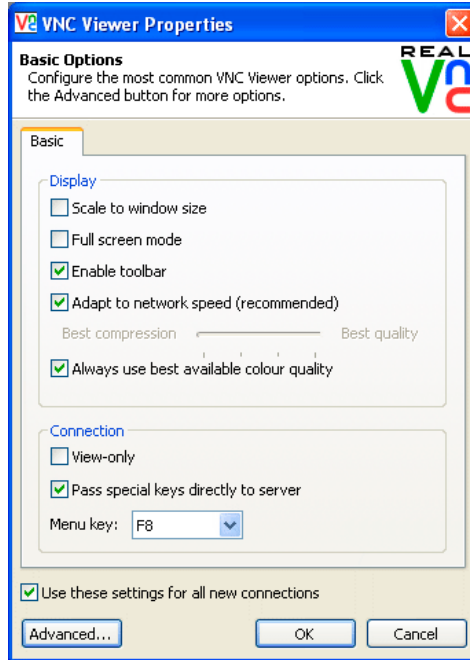 VNC Viewer Properties
Basic Options
Configure the most common VNC Viewer options. Click
the Advanced button for more options.
REAL
VNC
Basic
Display
Scale to window size
Full screen mode
Enable toolbar
Adapt to network speed (recommended)
Best compression Best quality
Always use best available colour quality
Connection
View-only
Pass special keys directly to server
Menu key: F8
Use these settings for all new connections
Advanced... OK Cancel